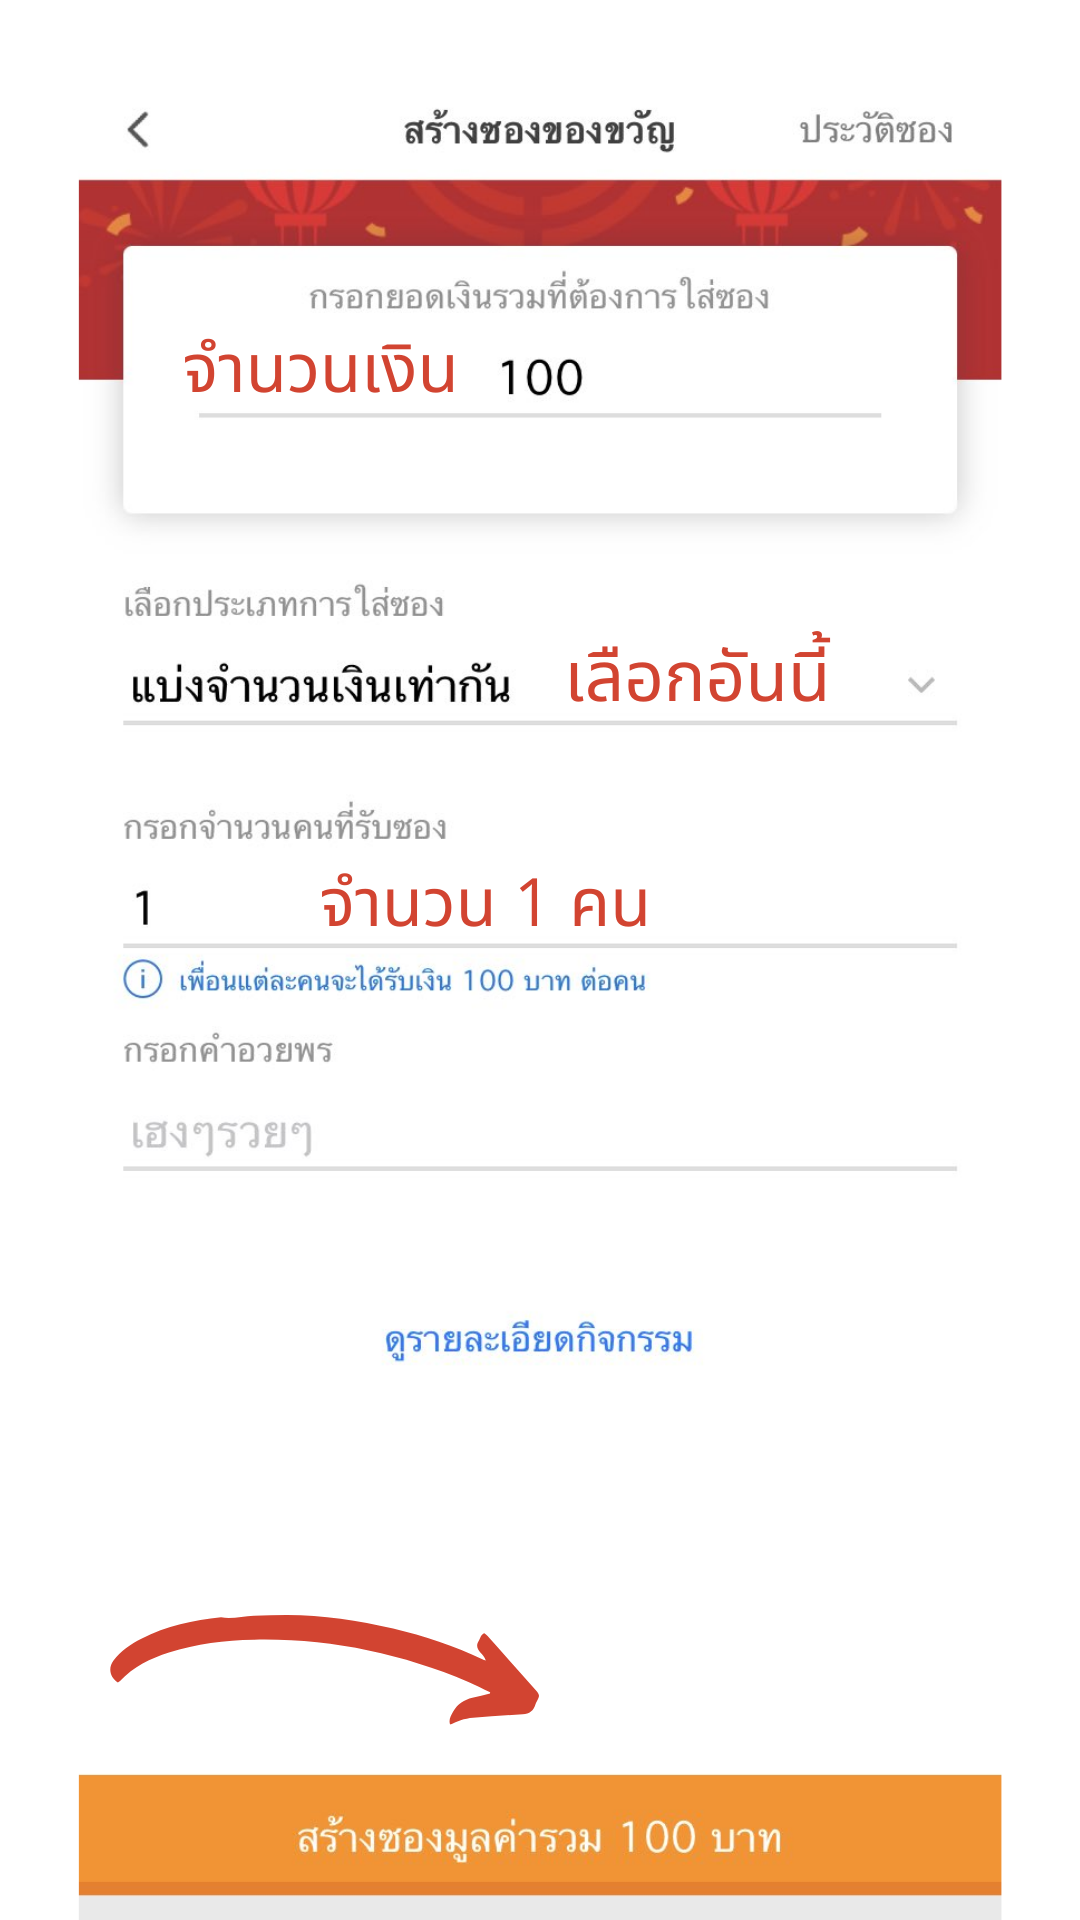 สร้างซองของขวัญ ประวัติซอง
กรอกยอดเงินรวมที่ต้องการใส่ซอง
จำนวนเงิน 100
เลือกประเภทการใส่ซอง
แบ่งจำนวนเงินเท่ากัน เลือกอันนี้
กรอกจำนวนคนที่รับซอง
1 จำนวน 1 คน
เพื่อนแต่ละคนจะได้รับเงิน 100 บาท ต่อคน
กรอกคำอวยพร
เฮงๆรวยๆ
ดูรายละเอียดกิจกรรม
สร้างซองมูลค่ารวม 100 บาท